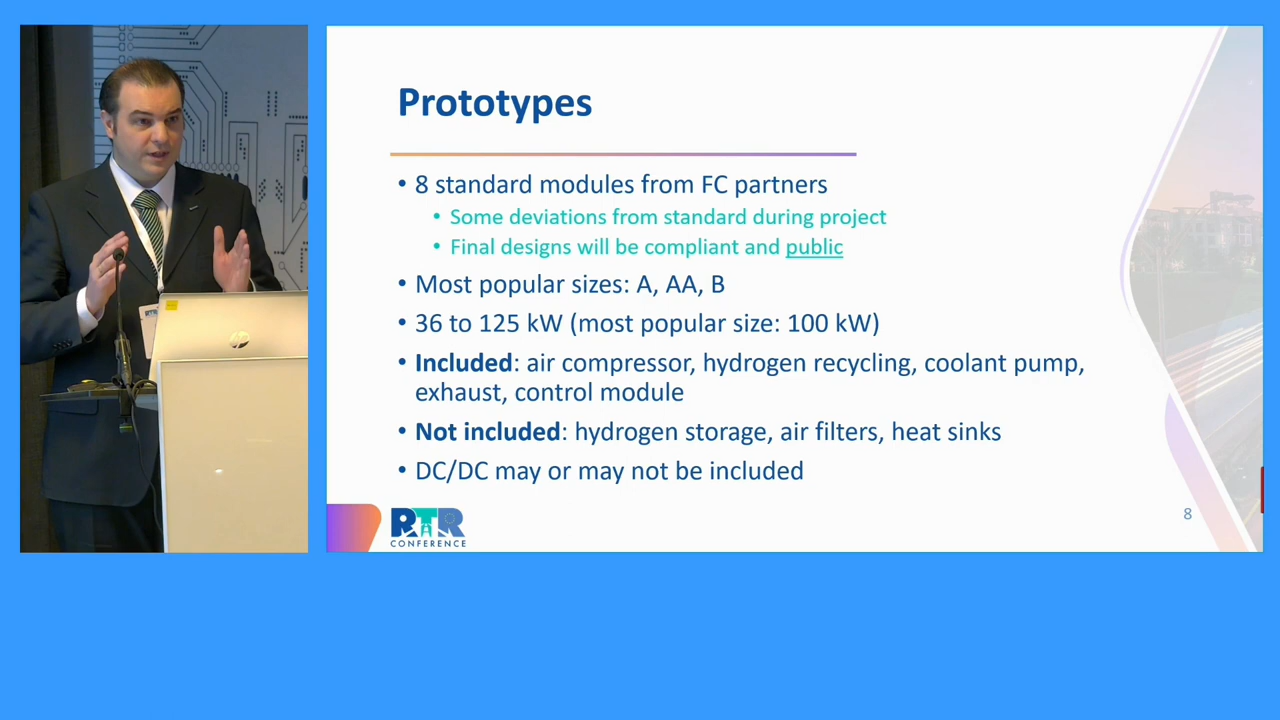 Prototypes
• 8 standard modules from FC partners
• Some deviations from standard during project
• Final designs will be compliant and public
• Most popular sizes: A, AA, B
• 36 to 125 kW (most popular size: 100 kW)
• Included: air compressor, hydrogen recycling, coolant pump,
exhaust, control module
• Not included: hydrogen storage, air filters, heat sinks
• DC/DC may or may not be included
RTR
CONFERENCE
8
hp